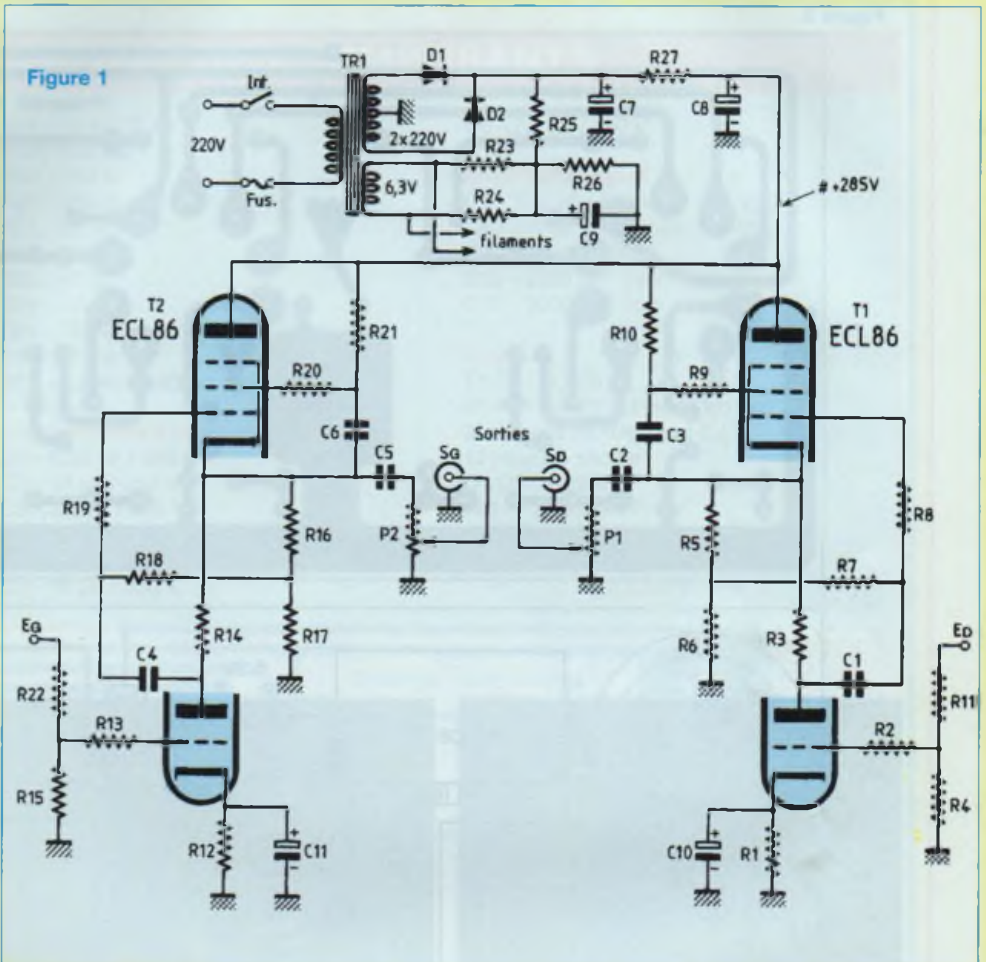 Figure 1
Int.
220V
Fus.
TR1
D1
D2
2x220V
6,3V
R23
R24
R25
R26
R27
C7
C8
C9
filaments
# +285V
T2
ECL86
R21
R20
R10
R9
T1
ECL86
C6
C5
Sorties
SG
SD
C2
C3
R19
R18
R16
P2
P1
R5
R7
R8
EG
R14
R17
R6
R3
ED
C4
C1
R22
R13
R2
R11
R15
R12
C11
C10
R1
R4